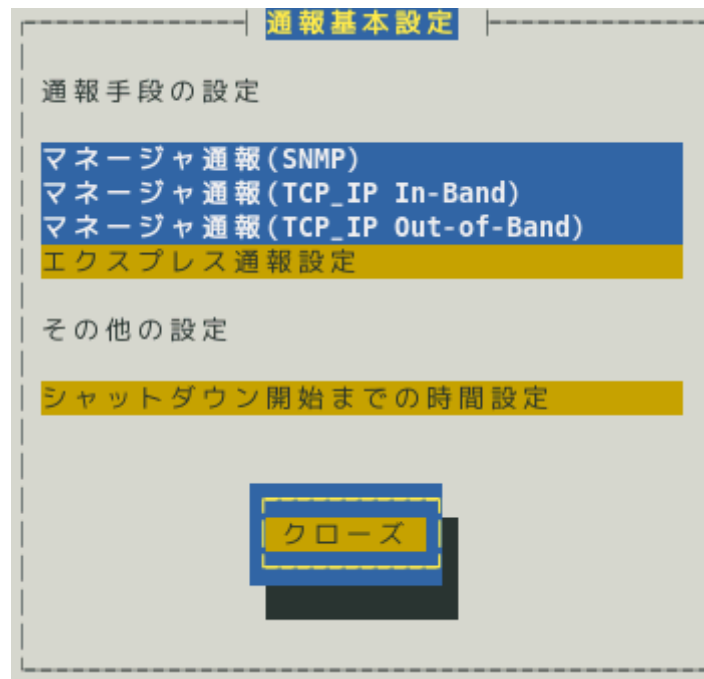 通報基本設定
通報手段の設定
マネージャ通報(SNMP)
マネージャ通報(TCP_IP In-Band)
マネージャ通報(TCP_IP Out-of-Band)
エクスプレス通報設定
その他の設定
シャットダウン開始までの時間設定
クローズ